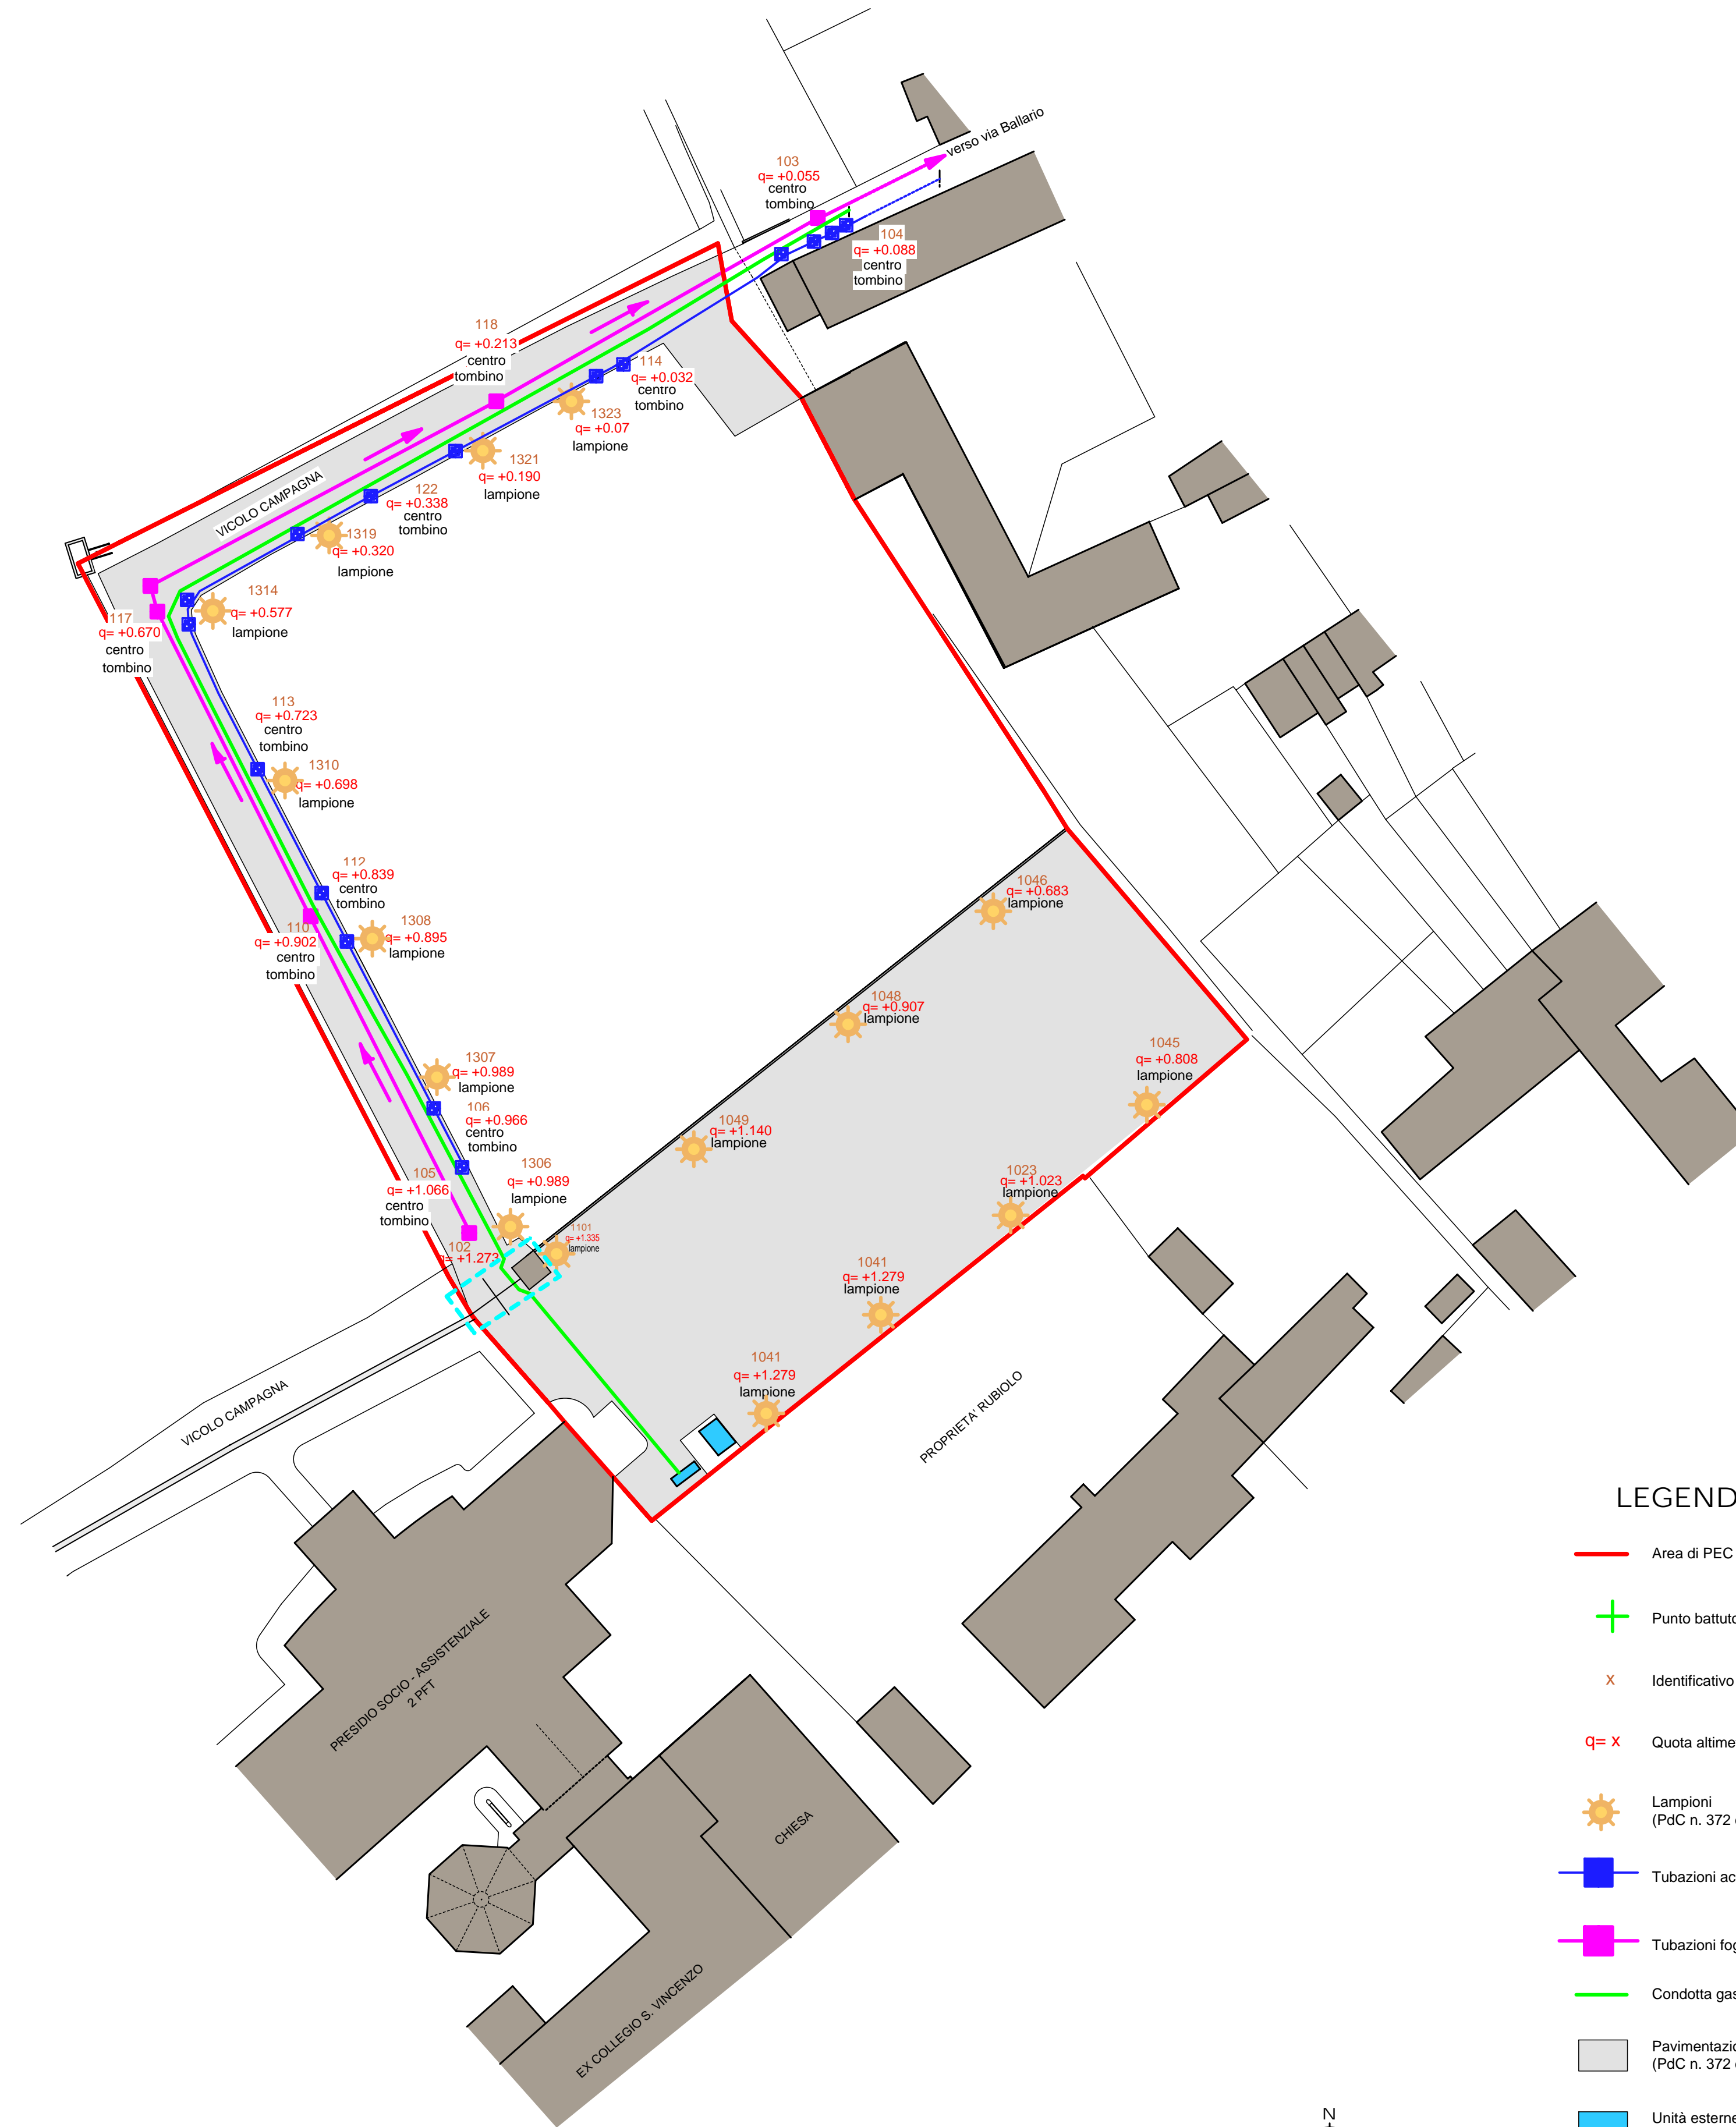 verso via Ballario
103
q= +0.055
centro
tombino
104
q= +0.088
centro
tombino
118
q= +0.213
centro
tombino
114
q= +0.032
centro
tombino
1323
q= +0.07
lampione
1321
q= +0.190
lampione
VICOLO CAMPAGNA
122
q= +0.338
centro
tombino
1319
q= +0.320
lampione
1314
q= +0.577
lampione
117
q= +0.670
centro
tombino
113
q= +0.723
centro
tombino
1310
q= +0.698
lampione
112
q= +0.839
centro
tombino
1308
q= +0.895
lampione
110
q= +0.902
centro
tombino
1046
q= +0.683
lampione
1048
q= +0.907
lampione
1045
q= +0.808
lampione
1307
q= +0.989
lampione
106
q= +0.966
centro
tombino
1049
q= +1.140
lampione
1306
q= +0.989
lampione
105
q= +1.066
centro
tombino
1023
q= +1.023
lampione
1101
q= +1.335
lampione
102
q= +1.273
1041
q= +1.279
lampione
1041
q= +1.279
lampione
VICOLO CAMPAGNA
PROPRIETA' RUBIOLO
PRESIDIO SOCIO - ASSISTENZIALE
2 PFT
CHIESA
EX COLLEGIO S. VINCENZO
N
LEGEND
Area di PEC
Punto battuto
x Identificativo
q= x Quota altime
Lampioni
(PdC n. 372
Tubazioni ac
Tubazioni fog
Condotta gas
Pavimentazio
(PdC n. 372
Unità esterne